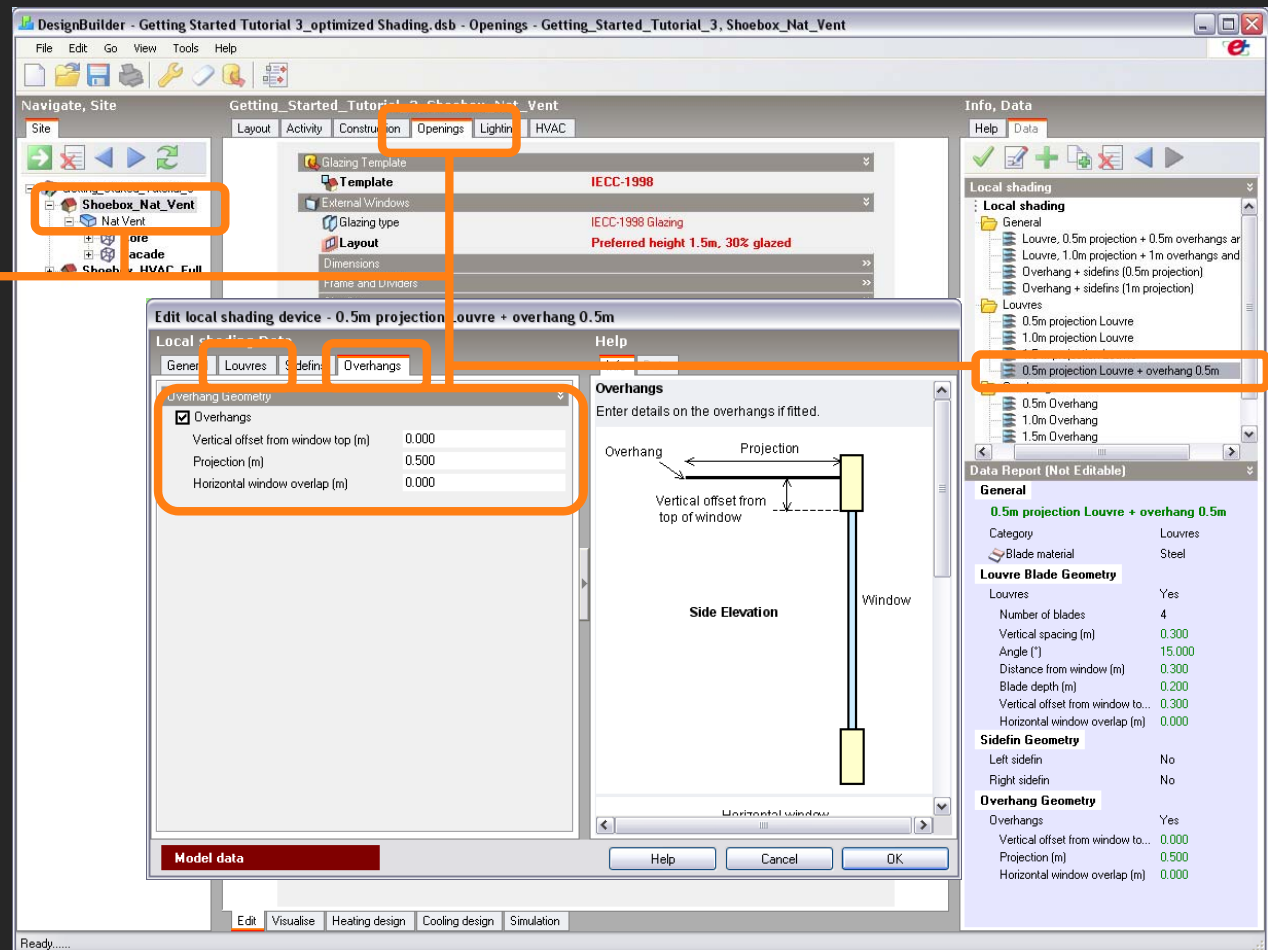 DesignBuilder - Getting Started Tutorial 3_optimized Shading.dsb - Openings - Getting_Started_Tutorial_3, Shoebox_Nat_Vent
File Edit Go View Tools Help
Navigate, Site
Site
Shoebox_Nat_Vent
Nat Vent
Shoebox_HVAC_Full
Getting_Started_Tutorial_3, Shoebox_Nat_Vent
Layout Activity Construction Openings Lighting HVAC
Glazing Template
Template IECC-1998
External Windows
Glazing type IECC-1998 Glazing
Layout Preferred height 1.5m, 30% glazed
Dimensions
Frame and Dividers
Edit local shading device - 0.5m projection Louvre + overhang 0.5m
Local shading Data
General Louvres Sidefins Overhangs
Overhang Geometry
Overhangs
Vertical offset from window top (m) 0.000
Projection (m) 0.500
Horizontal window overlap (m) 0.000
Help
Overhangs
Enter details on the overhangs if fitted.
Overhang
Projection
Vertical offset from
top of window
Side Elevation
Window
Horizontal window
Model data
Help Cancel OK
Edit Visualise Heating design Cooling design Simulation
Ready......
Info, Data
Help Data
Local shading
Local shading
General
Louvre, 0.5m projection + 0.5m overhangs ar
Louvre, 1.0m projection + 1m overhangs and
Overhang + sidefins (0.5m projection)
Overhang + sidefins (1m projection)
Louvres
0.5m projection Louvre
1.0m projection Louvre
0.5m projection Louvre + overhang 0.5m
0.5m Overhang
1.0m Overhang
1.5m Overhang
Data Report (Not Editable)
General
0.5m projection Louvre + overhang 0.5m
Category Louvres
Blade material Steel
Louvre Blade Geometry
Louvres Yes
Number of blades 4
Vertical spacing (m) 0.300
Angle (°) 15.000
Distance from window (m) 0.300
Blade depth (m) 0.200
Vertical offset from window to... 0.300
Horizontal window overlap (m) 0.000
Sidefin Geometry
Left sidefin No
Right sidefin No
Overhang Geometry
Overhangs Yes
Vertical offset from window to... 0.000
Projection (m) 0.500
Horizontal window overlap (m) 0.000